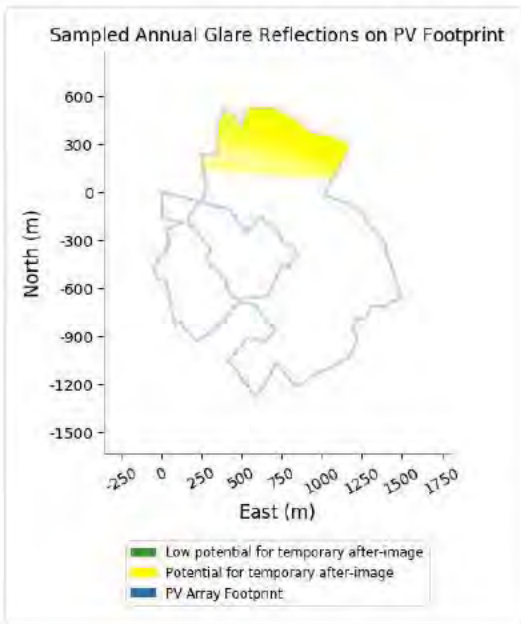 Sampled Annual Glare Reflections on PV Footprint
600
300
0
-300
-600
-900
-1200
-1500
North (m)
-250 0 250 500 750 1000 1250 1500 1750
East (m)
Low potential for temporary after-image
Potential for temporary after-image
PV Array Footprint